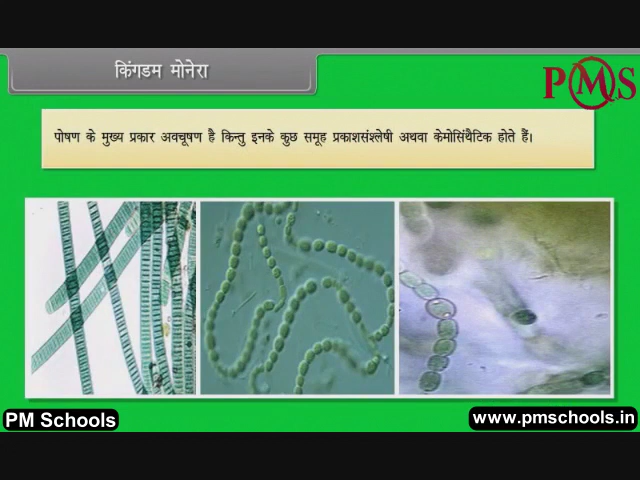 किंगडम मोनेरा
PMS
पोषण के मुख्य प्रकार अवचूषण है किन्तु इनके कुछ समूह प्रकाशसंश्लेषी अथवा केमोसिंथैटिक होते हैं।
PM Schools
www.pmschools.in